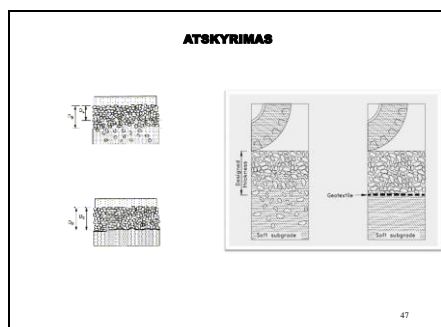 ATSKYRIMAS
Designed thickness
Geotextile
Soft subgrade
Soft subgrade
47